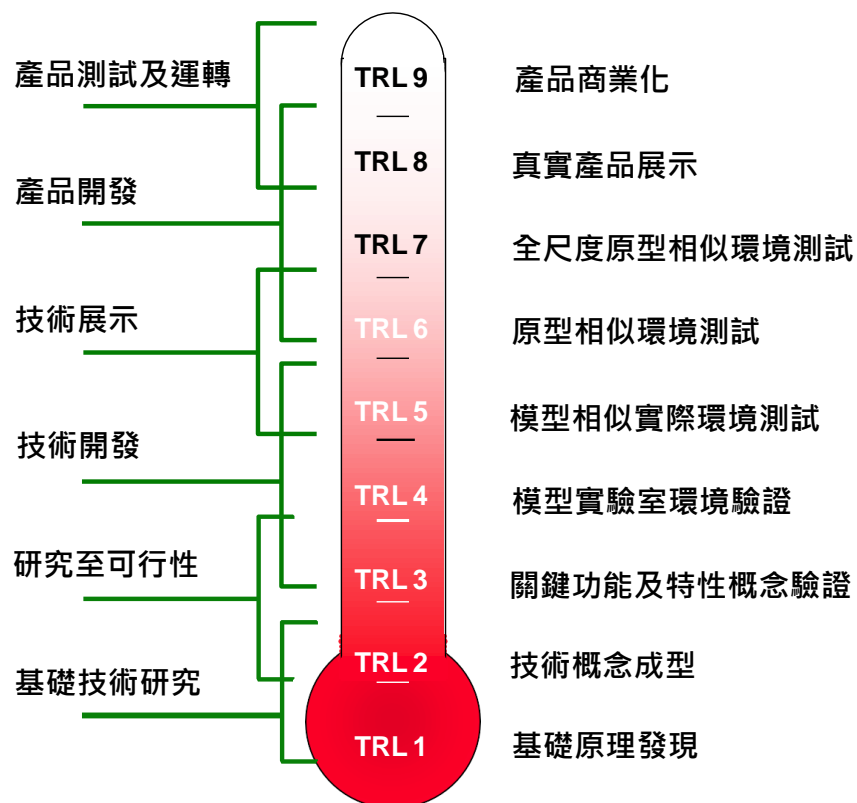 產品測試及運轉
TRL 9
產品商業化
TRL 8
真實產品展示
產品開發
TRL 7
全尺度原型相似環境測試
技術展示
TRL 6
原型相似環境測試
TRL 5
模型相似實際環境測試
技術開發
TRL 4
模型實驗室環境驗證
研究至可行性
TRL 3
關鍵功能及特性概念驗證
TRL 2
技術概念成型
基礎技術研究
TRL 1
基礎原理發現